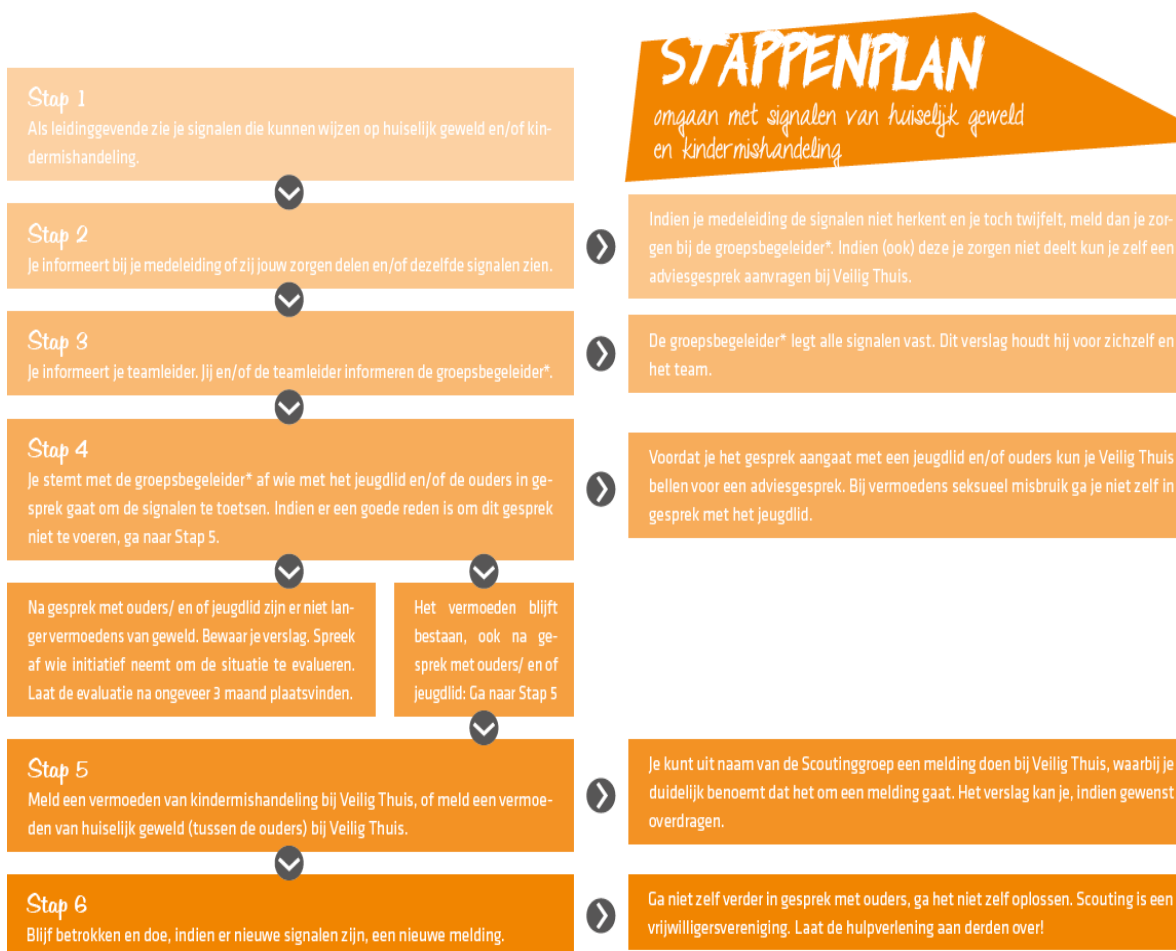 STAPPENPLAN
omgaan met signalen van huiselijk geweld
en kindermishandeling
Stap 1
Als leidinggevende zie je signalen die kunnen wijzen op huiselijk geweld en/of kin-
dermishandeling.
Stap 2
Je informeert bij je medeleiding of zij jouw zorgen delen en/of dezelfde signalen zien.
Indien je medeleiding de signalen niet herkent en je toch twijfelt, meld dan je zor-
gen bij de groepsbegeleider*. Indien (ook) deze je zorgen niet deelt kun je zelf een
adviesgesprek aanvragen bij Veilig Thuis.
Stap 3
Je informeert je teamleider. Jij en/of de teamleider informeren de groepsbegeleider*.
De groepsbegeleider* legt alle signalen vast. Dit verslag houdt hij voor zichzelf en
het team.
Stap 4
Je stemt met de groepsbegeleider* af wie met het jeugdlid en/of de ouders in ge-
sprek gaat om de signalen te toetsen. Indien er een goede reden is om dit gesprek
niet te voeren, ga naar Stap 5.
Voordat je het gesprek aangaat met een jeugdlid en/of ouders kun je Veilig Thuis
bellen voor een adviesgesprek. Bij vermoedens seksueel misbruik ga je niet zelf in
gesprek met het jeugdlid.
Na gesprek met ouders/ en of jeugdlid zijn er niet lan-
ger vermoedens van geweld. Bewaar je verslag. Spreek
af wie initiatief neemt om de situatie te evalueren.
Laat de evaluatie na ongeveer 3 maand plaatsvinden.
Het vermoeden blijft
bestaan, ook na ge-
sprek met ouders/ en of
jeugdlid: Ga naar Stap 5
Stap 5
Meld een vermoeden van kindermishandeling bij Veilig Thuis, of meld een vermoe-
den van huiselijk geweld (tussen de ouders) bij Veilig Thuis.
Je kunt uit naam van de Scoutinggroep een melding doen bij Veilig Thuis, waarbij je
duidelijk benoemt dat het om een melding gaat. Het verslag kan je, indien gewenst
overdragen.
Stap 6
Blijf betrokken en doe, indien er nieuwe signalen zijn, een nieuwe melding.
Ga niet zelf verder in gesprek met ouders, ga het niet zelf oplossen. Scouting is een
vrijwilligersvereniging. Laat de hulpverlening aan derden over!